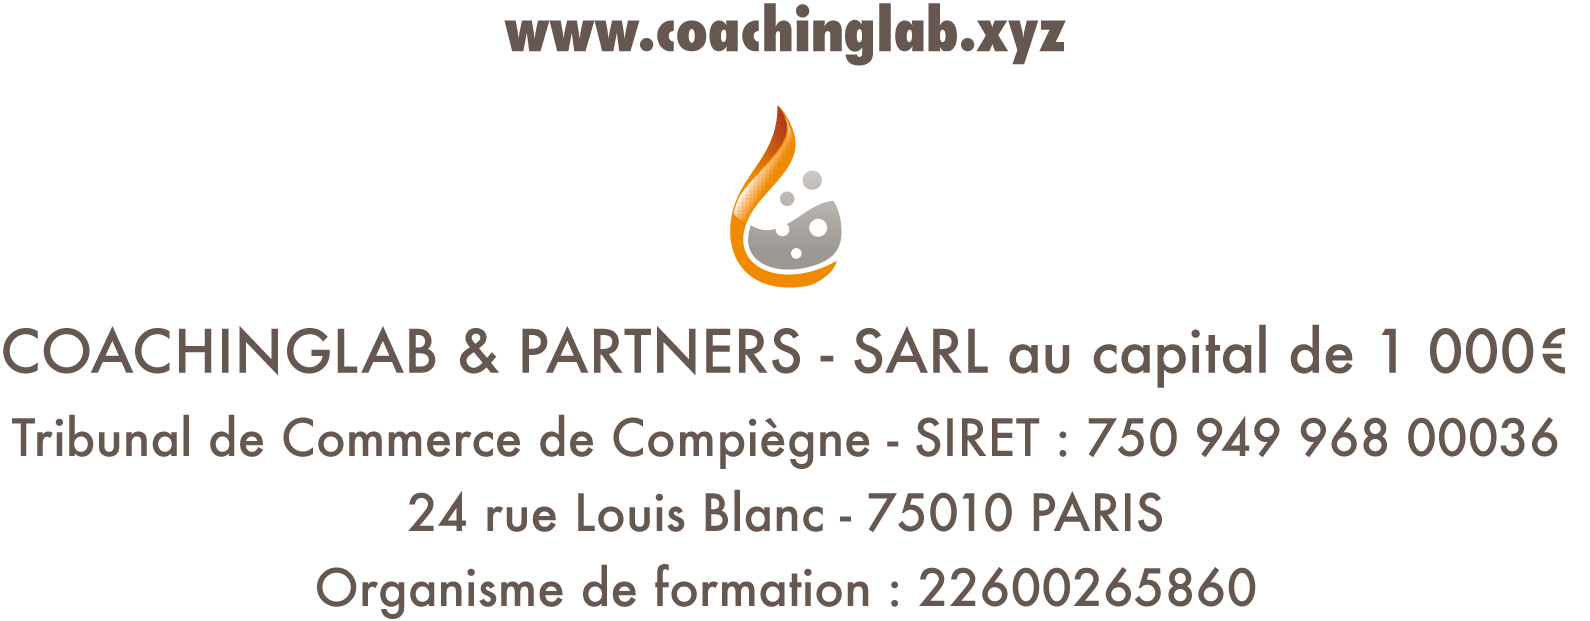 www.coachinglab.xyz
COACHINGLAB & PARTNERS - SARL au capital de 1 000€
Tribunal de Commerce de Compiègne - SIRET : 750 949 968 00036
24 rue Louis Blanc - 75010 PARIS
Organisme de formation : 22600265860